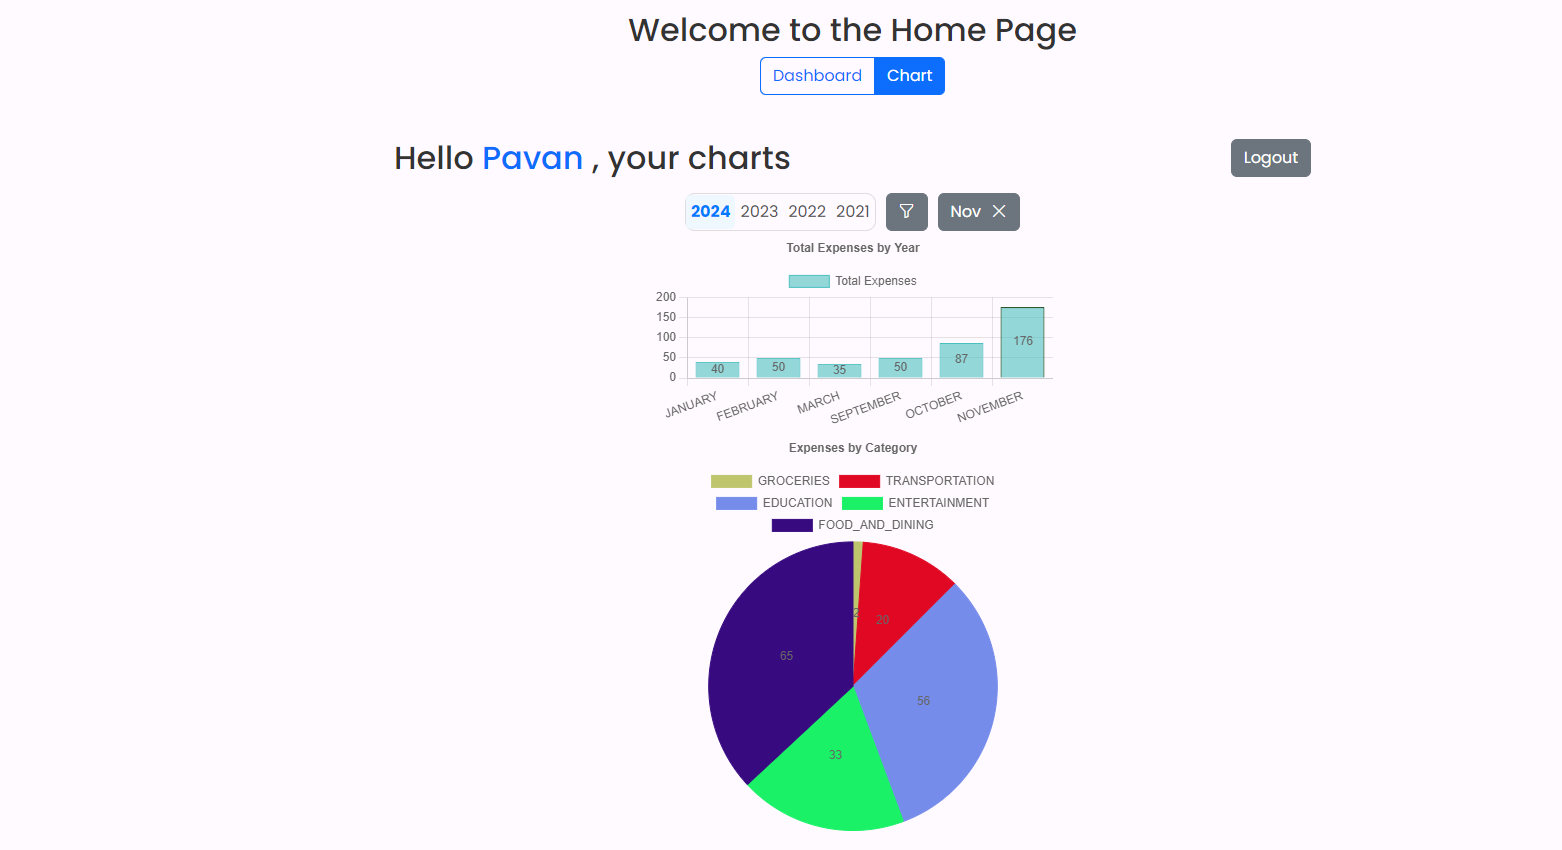 Welcome to the Home Page
Dashboard Chart
Hello Pavan , your charts
Logout
2024 2023 2022 2021 Nov
Total Expenses by Year
Total Expenses
200
150
100
50
0
40 50 35 50 87 176
JANUARY FEBRUARY MARCH SEPTEMBER OCTOBER NOVEMBER
Expenses by Category
GROCERIES TRANSPORTATION
EDUCATION ENTERTAINMENT
FOOD_AND_DINING
2 20
65
56
33